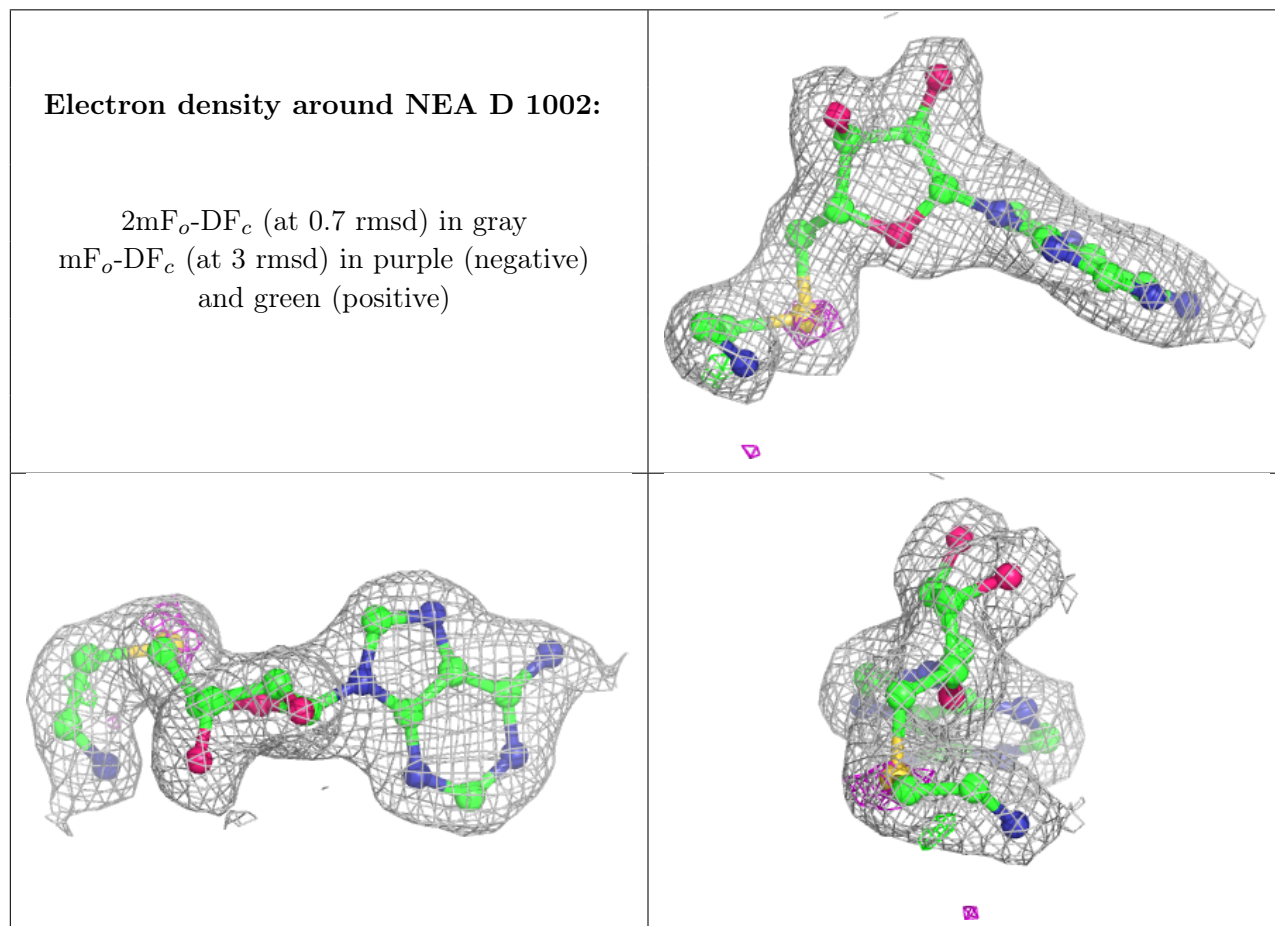 Electron density around NEA D 1002:
2mFo-DFc (at 0.7 rmsd) in gray
mFo-DFc (at 3 rmsd) in purple (negative)
and green (positive)